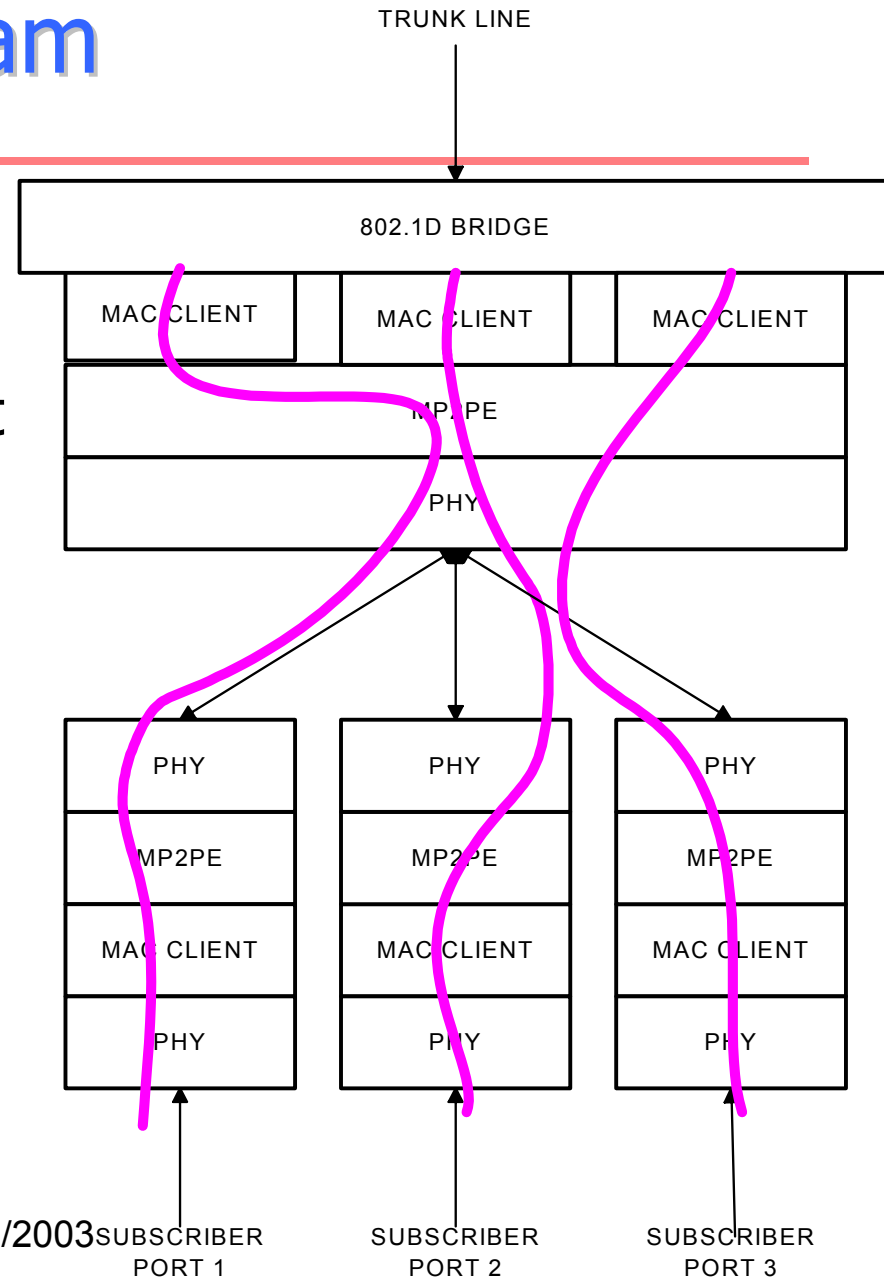 am
TRUNK LINE
802.1D BRIDGE
MAC CLIENT MAC CLIENT MAC CLIENT
t
MP2PE
PHY
PHY PHY PHY
MP2PE MP2PE MP2PE
MAC CLIENT MAC CLIENT MAC CLIENT
PHY PHY PHY
/2003
SUBSCRIBER SUBSCRIBER SUBSCRIBER
PORT 1 PORT 2 PORT 3